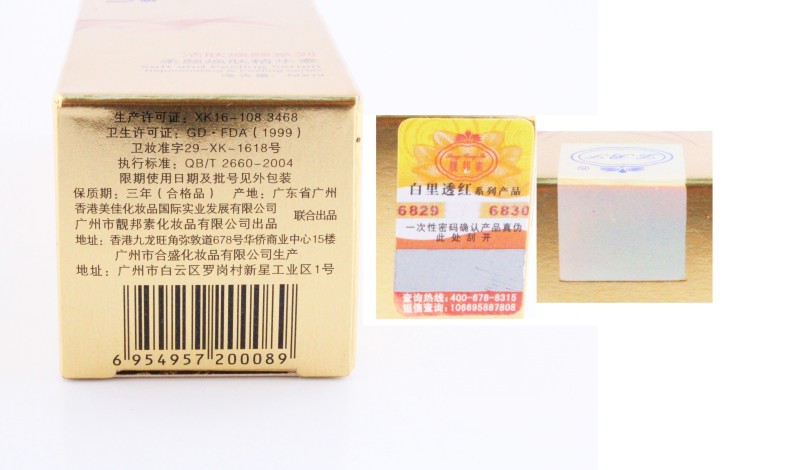 生产许可证：XK16-108 3468
卫生许可证：GD·FDA（1999）
卫妆准字29-XK-1618号
执行标准：QB/T 2660-2004
限期使用日期及批号见外包装
保质期：三年（合格品） 产地：广东省广州
香港美佳化妆品国际实业发展有限公司
广州市靓邦素化妆品有限公司出品
联合出品
地址：香港九龙旺角弥敦道678号华侨商业中心15楼
广州市合盛化妆品有限公司生产
地址：广州市白云区罗岗村新星工业区1号
6 954957 200089
靓邦素
白里透红系列产品
6829 6830
一次性密码确认产品真伪
此处刮开
查询热线：400-678-8315
短信查询：106695887808